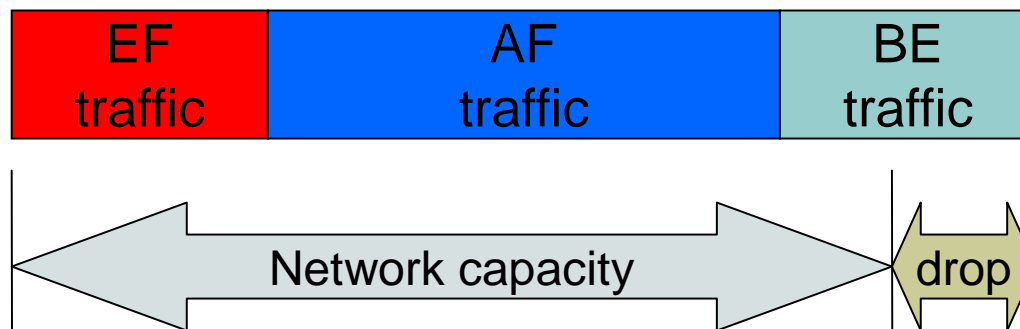 EF
traffic
AF
traffic
BE
traffic
Network capacity
drop